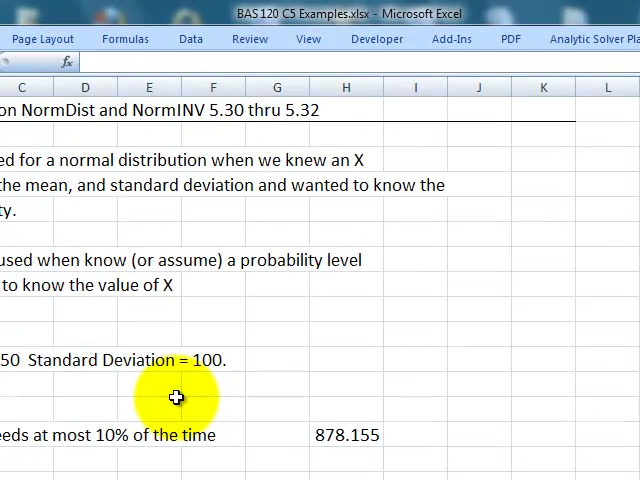 BAS120 C5 Examples.xlsx - Microsoft Excel
Page Layout Formulas Data Review View Developer Add-Ins PDF Analytic Solver Pla
fx
C D E F G H I J K L
on NormDist and NormINV 5.30 thru 5.32
ed for a normal distribution when we knew an X
the mean, and standard deviation and wanted to know the
ty.
used when know (or assume) a probability level
to know the value of X
50 Standard Deviation = 100.
eeds at most 10% of the time 878.155